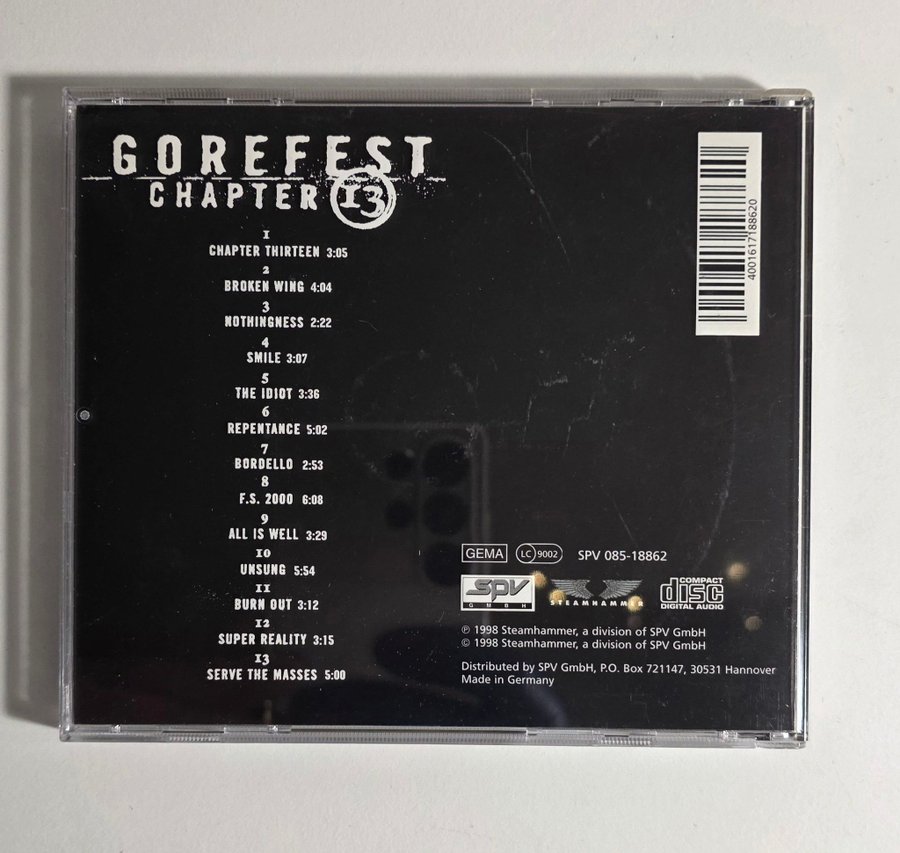 GOREFEST
CHAPTER 13
1
CHAPTER THIRTEEN 3:05
2
BROKEN WING 4:04
3
NOTHINGNESS 2:22
4
SMILE 3:07
5
THE IDIOT 3:36
6
REPENTANCE 5:02
7
BORDELLO 2:53
8
F.S. 2000 6:08
9
ALL IS WELL 3:29
10
UNSUNG 5:54
11
BURN OUT 3:12
12
SUPER REALITY 3:15
13
SERVE THE MASSES 5:00
4001617188620
GEMA LC 9002 SPV 085-18862
SPV GMBH
STEAMHAMMER
COMPACT disc DIGITAL AUDIO
℗ 1998 Steamhammer, a division of SPV GmbH
© 1998 Steamhammer, a division of SPV GmbH
Distributed by SPV GmbH, P.O. Box 721147, 30531 Hannover
Made in Germany